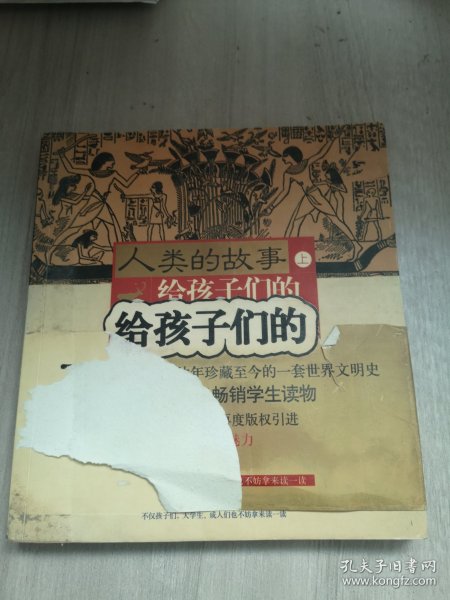 人类的故事 上
给孩子们的
给孩子们的
年珍藏至今的一套世界文明史
畅销学生读物
度版权引进
力
不妨拿来读一读
不仅孩子们，大学生、成人们也不妨拿来读一读
孔夫子旧书网
www.kongfz.com